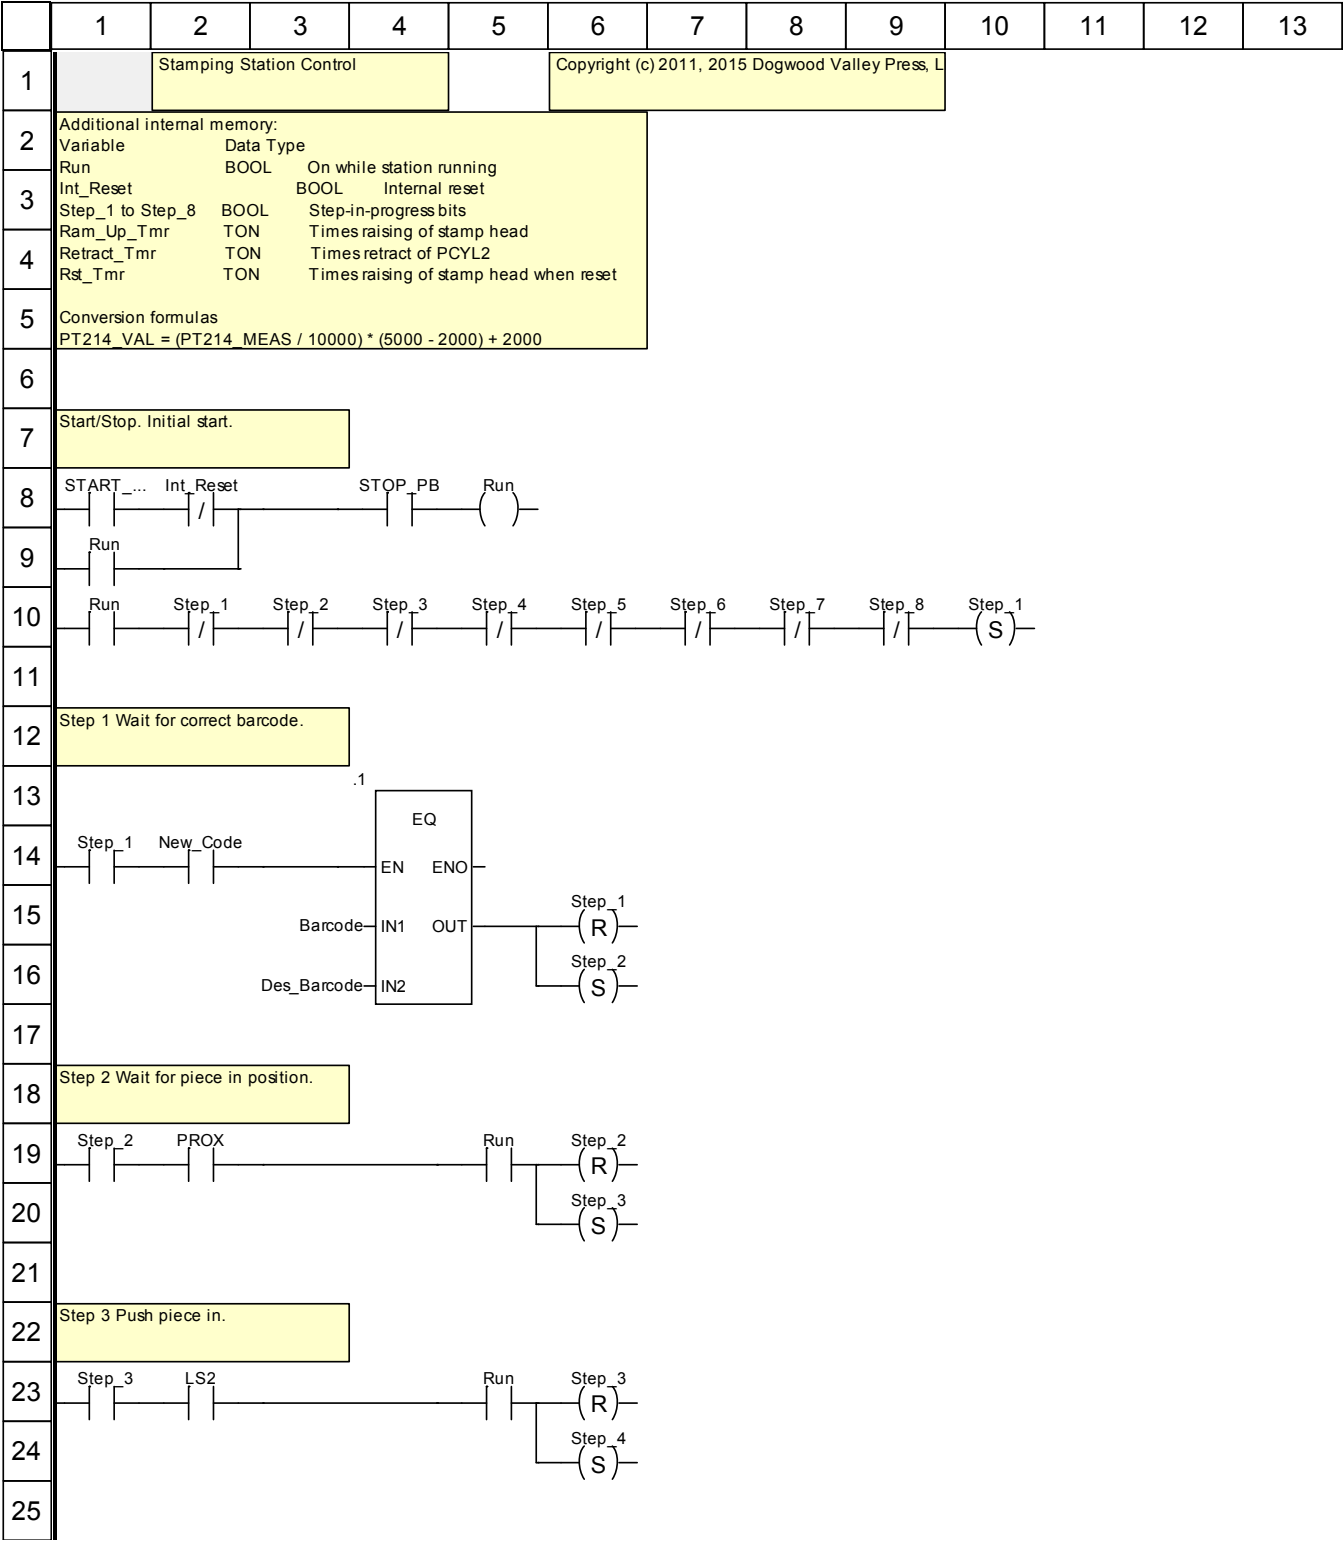 1 2 3 4 5 6 7 8 9 10 11 12 13
1
Stamping Station Control
Copyright (c) 2011, 2015 Dogwood Valley Press, L
2
Additional internal memory:
Variable Data Type
Run BOOL On while station running
3
Int_Reset BOOL Internal reset
Step_1 to Step_8 BOOL Step-in-progress bits
Ram_Up_Tmr TON Times raising of stamp head
4
Retract_Tmr TON Times retract of PCYL2
Rst_Tmr TON Times raising of stamp head when reset
5
Conversion formulas
PT214_VAL = (PT214_MEAS / 10000) * (5000 - 2000) + 2000
6
7
Start/Stop. Initial start.
START_... Int_Reset STOP_PB Run
8
/
Run
9
Run Step_1 Step_2 Step_3 Step_4 Step_5 Step_6 Step_7 Step_8 Step_1
10
/ / / / / / / / S
11
12
Step 1 Wait for correct barcode.
.1
13
EQ
Step_1 New_Code
14
EN ENO
Step_1
15
Barcode IN1 OUT R
Step_2
16
Des_Barcode IN2 S
17
18
Step 2 Wait for piece in position.
Step_2 PROX Run Step_2
19
R
Step_3
20
S
21
22
Step 3 Push piece in.
Step_3 LS2 Run Step_3
23
R
Step_4
24
S
25